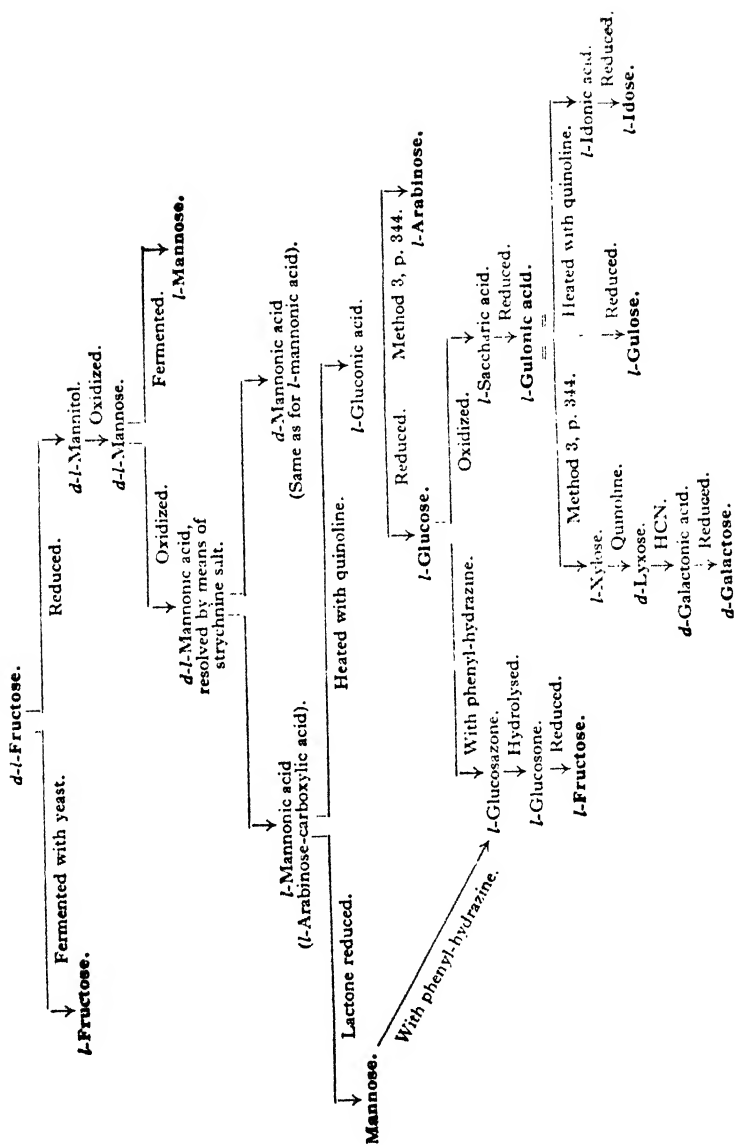 d-l-Fructose.
Fermented with yeast.
Reduced.
l-Fructose.
d-l-Mannitol.
Oxidized.
d-l-Mannose.
Oxidized.
Fermented.
d-l-Mannonic acid,
resolved by means of
strychnine salt.
l-Mannose.
l-Mannonic acid
(l-Arabinose-carboxylic acid).
d-Mannonic acid
(Same as for l-mannonic acid).
Lactone reduced.
Heated with quinoline.
Mannose.
l-Gluconic acid.
With phenyl-hydrazine.
Reduced.
Method 3, p. 344.
l-Glucose.
l-Arabinose.
With phenyl-hydrazine.
Oxidized.
l-Glucosazone.
Hydrolysed.
l-Glucosone.
Reduced.
l-Fructose.
l-Saccharic acid.
Reduced.
l-Gulonic acid.
Method 3, p. 344.
Heated with quinoline.
l-Xylose.
Quinoline.
d-Lyxose.
HCN.
d-Galactonic acid.
Reduced.
d-Galactose.
Reduced.
l-Gulose.
l-Idonic acid.
Reduced.
l-Idose.